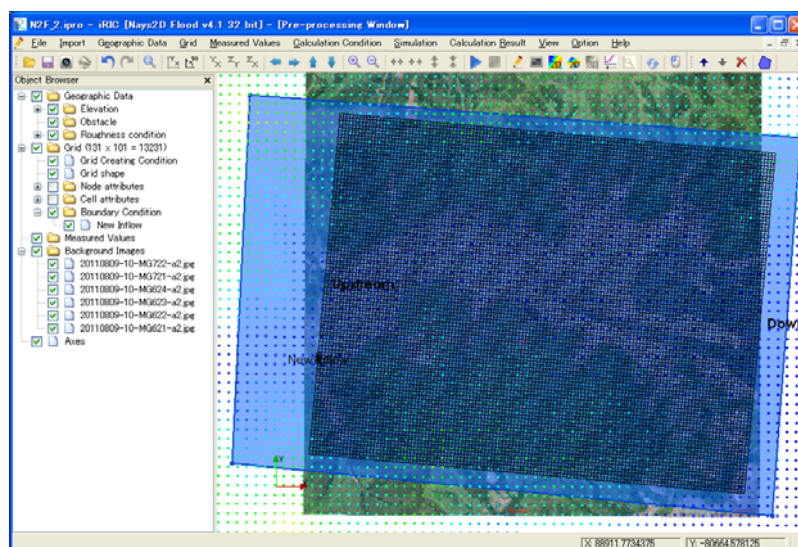 N2F_2.ipro - iRIC [Nays2D Flood v4.1 32 bit] - [Pre-processing Window]
File Import Geographic Data Grid Measured Values Calculation Condition Simulation Calculation Result View Option Help
Object Browser
Geographic Data
Elevation
Obstacle
Roughness condition
Grid (131 x 101 = 13231)
Grid Creating Condition
Grid shape
Node attributes
Cell attributes
Boundary Condition
New Inflow
Measured Values
Background Images
20110809-10-MG722-a2.jpg
20110809-10-MG721-a2.jpg
20110809-10-MG624-a2.jpg
20110809-10-MG623-a2.jpg
20110809-10-MG622-a2.jpg
20110809-10-MG621-a2.jpg
Axes
Upstream
Dow
New Inflow
Y
X: 88911.7734375 Y: -80664.578125